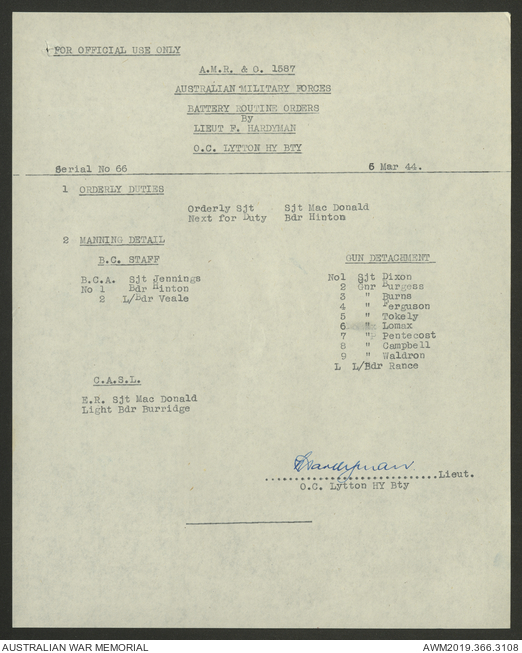 FOR OFFICIAL USE ONLY
A.M.R. & O. 1587
AUSTRALIAN MILITARY FORCES
BATTERY ROUTINE ORDERS
By
LIEUT F. HARDYMAN
O.C. LYTTON HY BTY
Serial No 66
5 Mar 44.
1 ORDERLY DUTIES
Orderly Sjt Sjt Mac Donald
Next for Duty Bdr Hinton
2 MANNING DETAIL
B.C. STAFF
B.C.A. Sjt Jennings
No 1 Bdr Hinton
2 L/Bdr Veale
GUN DETACHMENT
No1 Sjt Dixon
2 Gnr Burgess
3 " Burns
4 " Ferguson
5 " Tokely
6 " Lomax
7 " Pentecost
8 " Campbell
9 " Waldron
L L/Bdr Rance
C.A.S.L.
E.R. Sjt Mac Donald
Light Bdr Burridge
Hardyman
........................Lieut.
O.C. Lytton HY Bty
AUSTRALIAN WAR MEMORIAL
AWM2019.366.3108